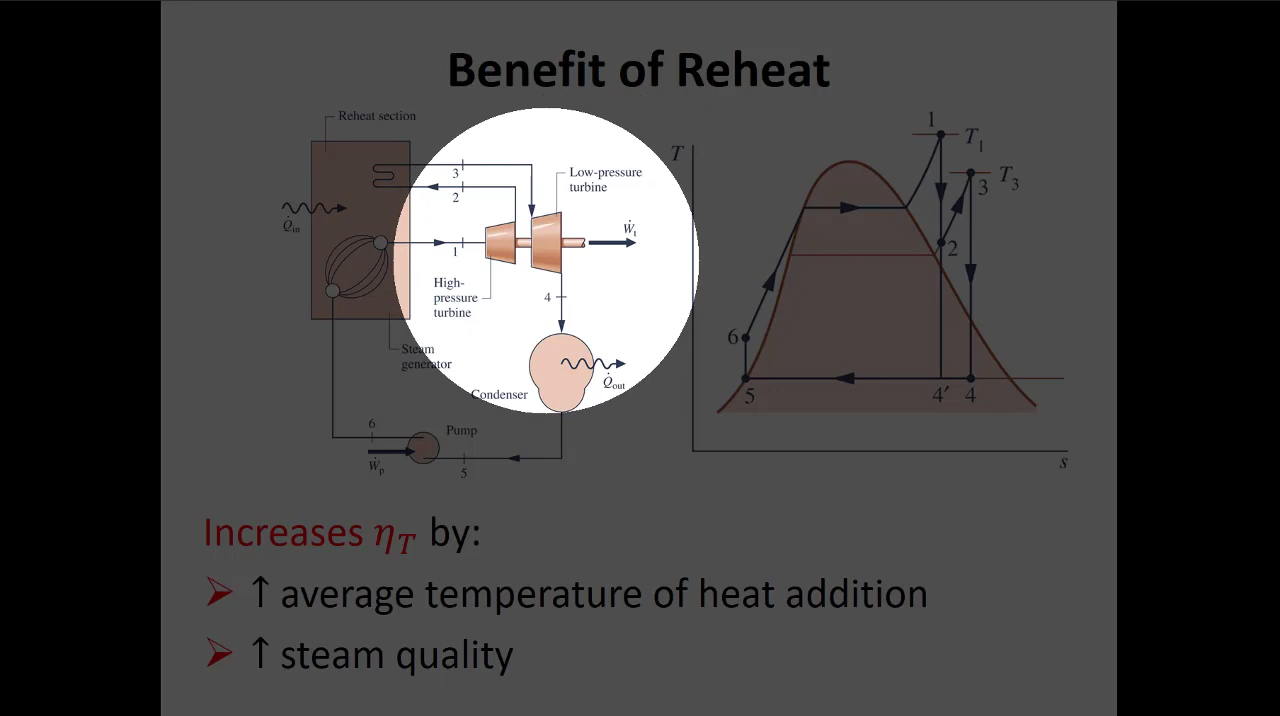 Benefit of Reheat
Reheat section
3
2
Low-pressure
turbine
Q̇in
Ẇt
1
High-
pressure
turbine
4
Steam
generator
Q̇out
Condenser
6
Pump
Ẇp
5
T
1
T1
3
T3
2
6
5
4′
4
s
Increases ηT by:
➢ ↑ average temperature of heat addition
➢ ↑ steam quality